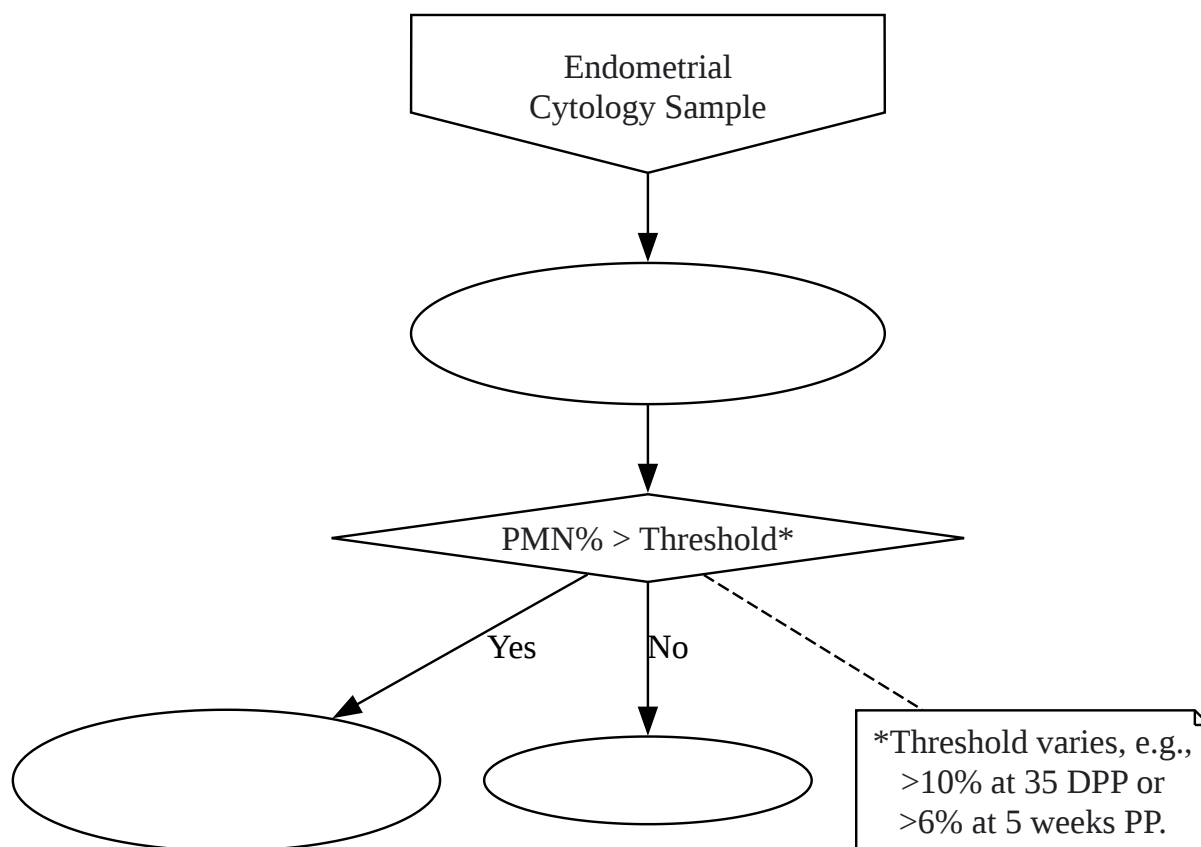 Endometrial
Cytology Sample
PMN% > Threshold*
Yes
No
*Threshold varies, e.g.,
>10% at 35 DPP or
>6% at 5 weeks PP.